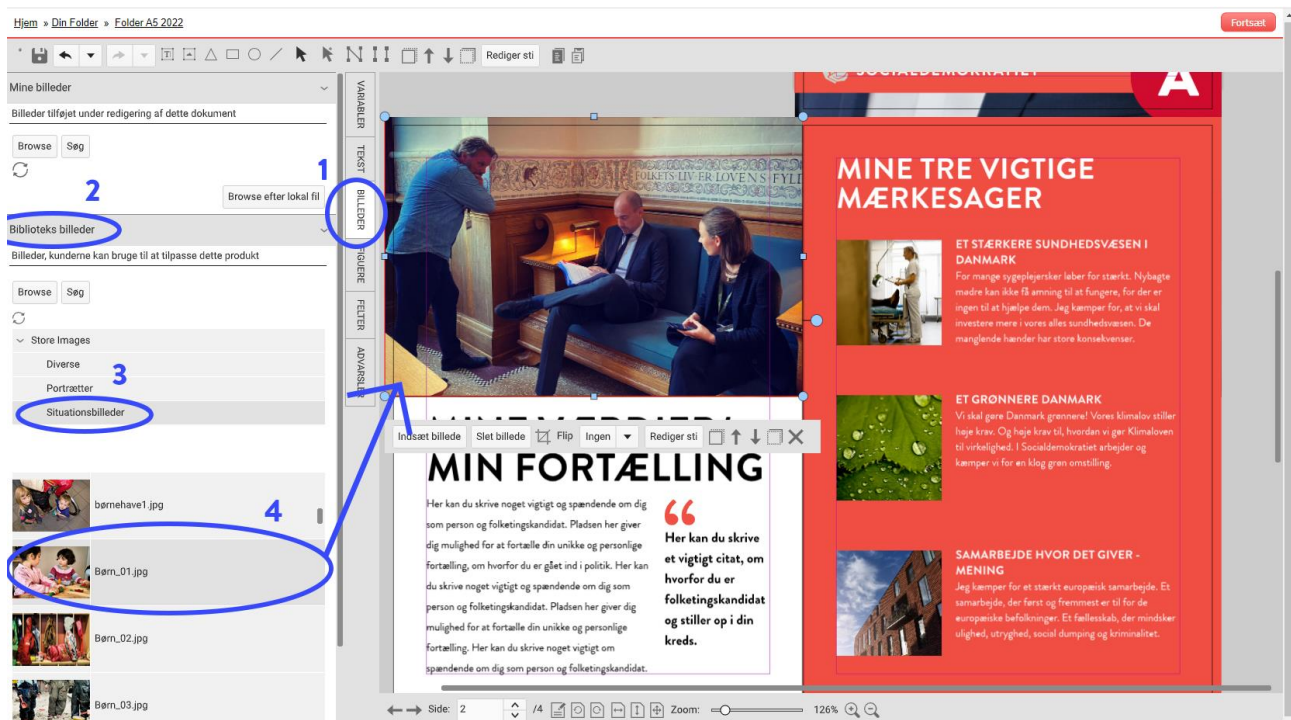 Hjem » Din Folder » Folder A5 2022
Fortsæt
Rediger sti
Mine billeder
Billeder tilføjet under redigering af dette dokument
Browse Søg
1
2
Browse efter lokal fil
Biblioteks billeder
Billeder, kunderne kan bruge til at tilpasse dette produkt
Browse Søg
Store Images
Diverse
3
Portrætter
Situationsbilleder
børnehave1.jpg
4
Børn_01.jpg
Børn_02.jpg
Børn_03.jpg
VARIABLER
TEKST
BILLEDER
FIGUERE
FELTER
ADVARSLER
SOCIALDEMOKRATIET
A
FOLKETS LIV ER LOVENS FYLD
Indsæt billede Slet billede Flip Ingen Rediger sti
MIN FORTÆLLING
Her kan du skrive noget vigtigt og spændende om dig
som person og folketingskandidat. Pladsen her giver
dig mulighed for at fortælle din unikke og personlige
fortælling, om hvorfor du er gået ind i politik. Her kan
du skrive noget vigtigt og spændende om dig som
person og folketingskandidat. Pladsen her giver dig
mulighed for at fortælle din unikke og personlige
fortælling. Her kan du skrive noget vigtigt om
spændende om dig som person og folketingskandidat.
“
Her kan du skrive
et vigtigt citat, om
hvorfor du er
folketingskandidat
og stiller op i din
kreds.
MINE TRE VIGTIGE
MÆRKESAGER
ET STÆRKERE SUNDHEDSVÆSEN I
DANMARK
For mange sygeplejersker løber for stærkt. Nybagte
mødre kan ikke få amning til at fungere, for der er
ingen til at hjælpe dem. Jeg kæmper for, at vi skal
investere mere i vores alles sundhedsvæsen. De
manglende hænder har store konsekvenser.
ET GRØNNERE DANMARK
Vi skal gøre Danmark grønnere! Vores klimalov stiller
høje krav. Og høje krav til, hvordan vi gør Klimaloven
til virkelighed. I Socialdemokratiet arbejder og
kæmper vi for en klog grøn omstilling.
SAMARBEJDE HVOR DET GIVER -
MENING
Jeg kæmper for et stærkt europæisk samarbejde. Et
samarbejde, der først og fremmest er til for de
europæiske befolkninger. Et fællesskab, der mindsker
ulighed, utryghed, social dumping og kriminalitet.
Side: 2 /4 Zoom: 126%